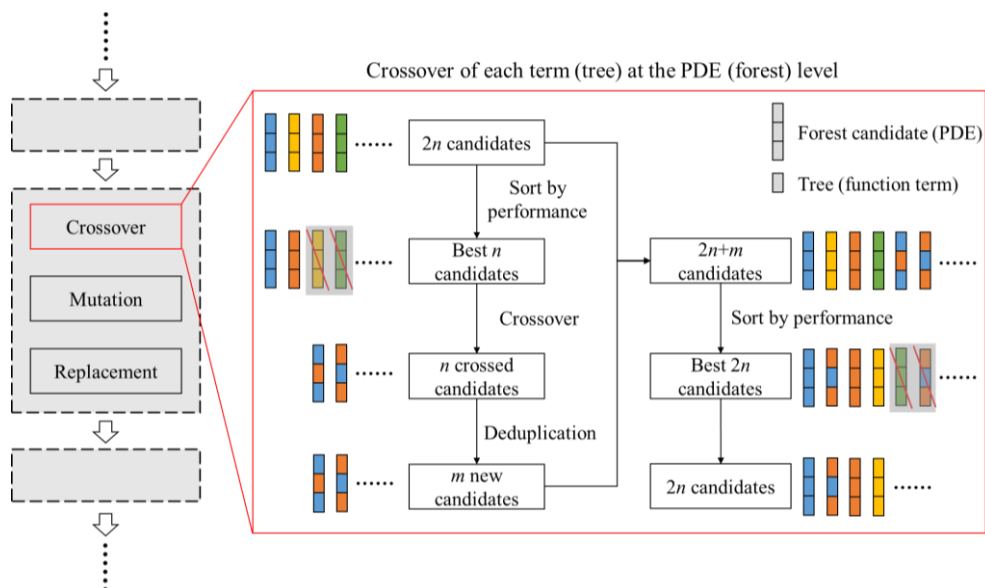 Crossover of each term (tree) at the PDE (forest) level
Crossover
Mutation
Replacement
2n candidates
Sort by
performance
Best n
candidates
Crossover
n crossed
candidates
Deduplication
m new
candidates
Forest candidate (PDE)
Tree (function term)
2n+m
candidates
Sort by performance
Best 2n
candidates
2n candidates